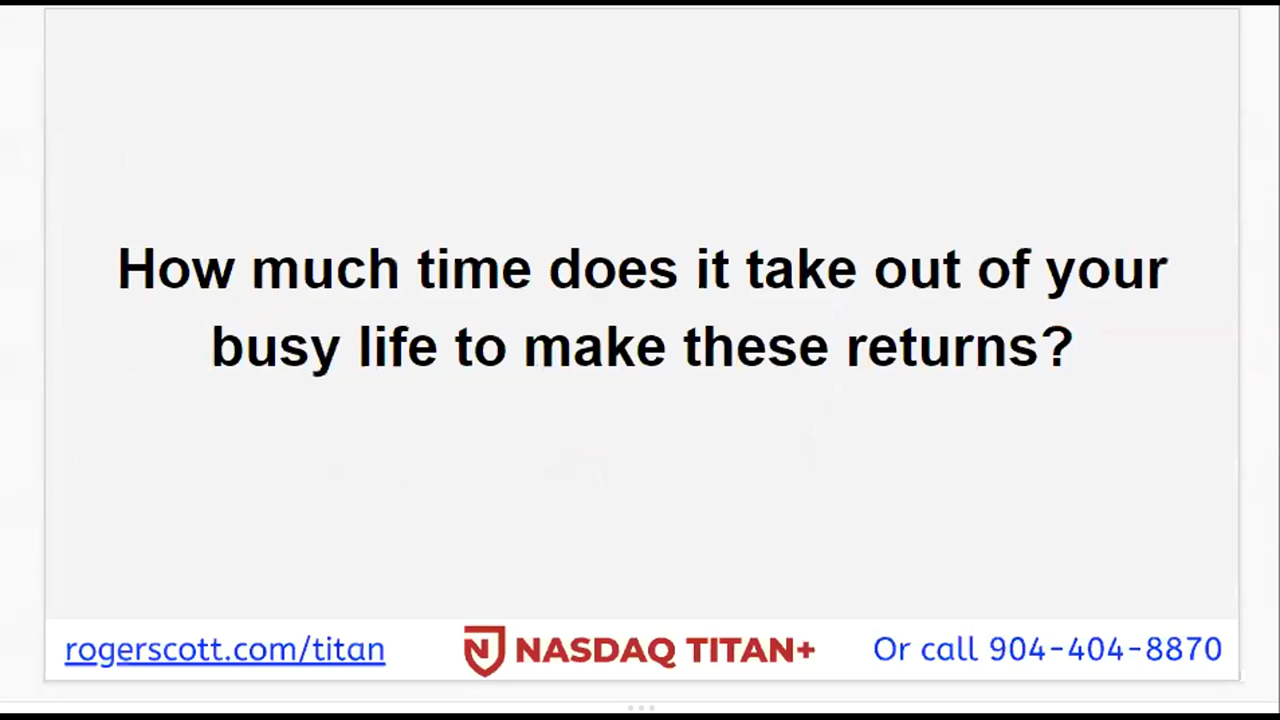 How much time does it take out of your
busy life to make these returns?
rogerscott.com/titan
NASDAQ TITAN+
Or call 904-404-8870